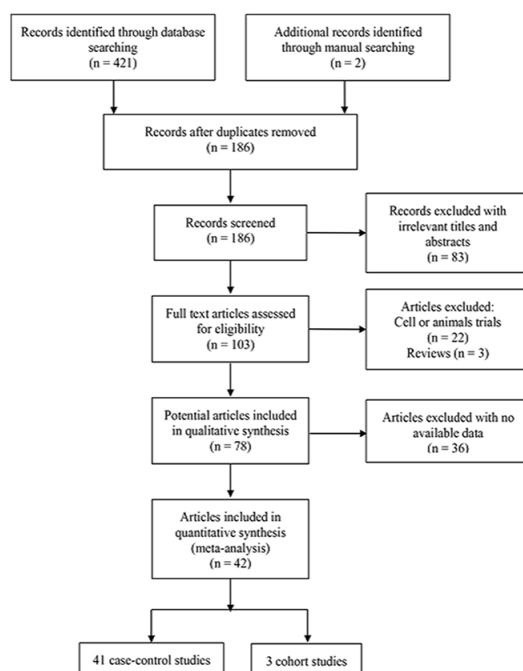 Records identified through database
searching
(n = 421)
Additional records identified
through manual searching
(n = 2)
Records after duplicates removed
(n = 186)
Records screened
(n = 186)
Records excluded with
irrelevant titles and
abstracts
(n = 83)
Full text articles assessed
for eligibility
(n = 103)
Articles excluded:
Cell or animals trials
(n = 22)
Reviews (n = 3)
Potential articles included
in qualitative synthesis
(n = 78)
Articles excluded with no
available data
(n = 36)
Articles included in
quantitative synthesis
(meta-analysis)
(n = 42)
41 case-control studies
3 cohort studies